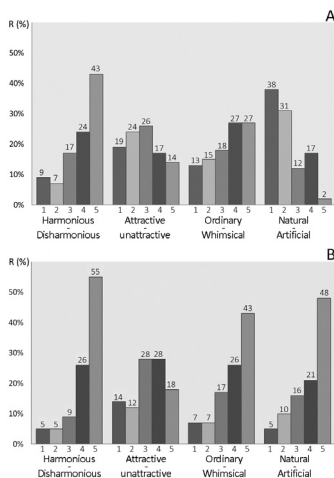 A
R (%)
50%
40%
30%
20%
10%
0%
9 7 17 24 43
19 24 26 17 14
13 15 18 27 27
38 31 12 17 2
1 2 3 4 5 1 2 3 4 5 1 2 3 4 5 1 2 3 4 5
Harmonious - Disharmonious
Attractive - unattractive
Ordinary - Whimsical
Natural - Artificial
B
R (%)
50%
40%
30%
20%
10%
0%
5 5 9 26 55
14 12 28 28 18
7 7 17 26 43
5 10 16 21 48
1 2 3 4 5 1 2 3 4 5 1 2 3 4 5 1 2 3 4 5
Harmonious - Disharmonious
Attractive - unattractive
Ordinary - Whimsical
Natural - Artificial